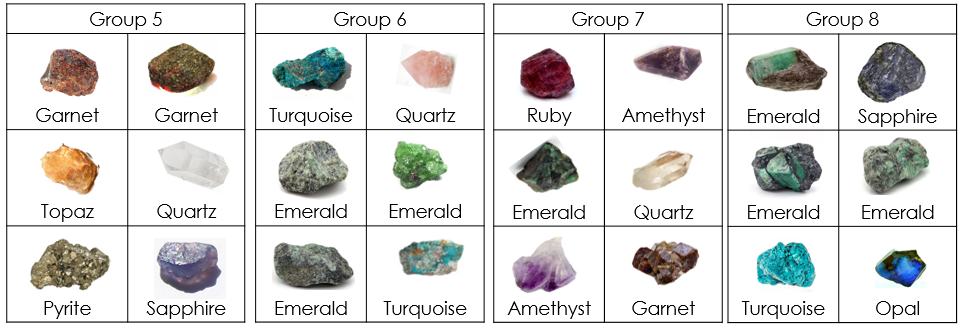 Group 5
Garnet Garnet
Topaz Quartz
Pyrite Sapphire
Group 6
Turquoise Quartz
Emerald Emerald
Emerald Turquoise
Group 7
Ruby Amethyst
Emerald Quartz
Amethyst Garnet
Group 8
Emerald Sapphire
Emerald Emerald
Turquoise Opal